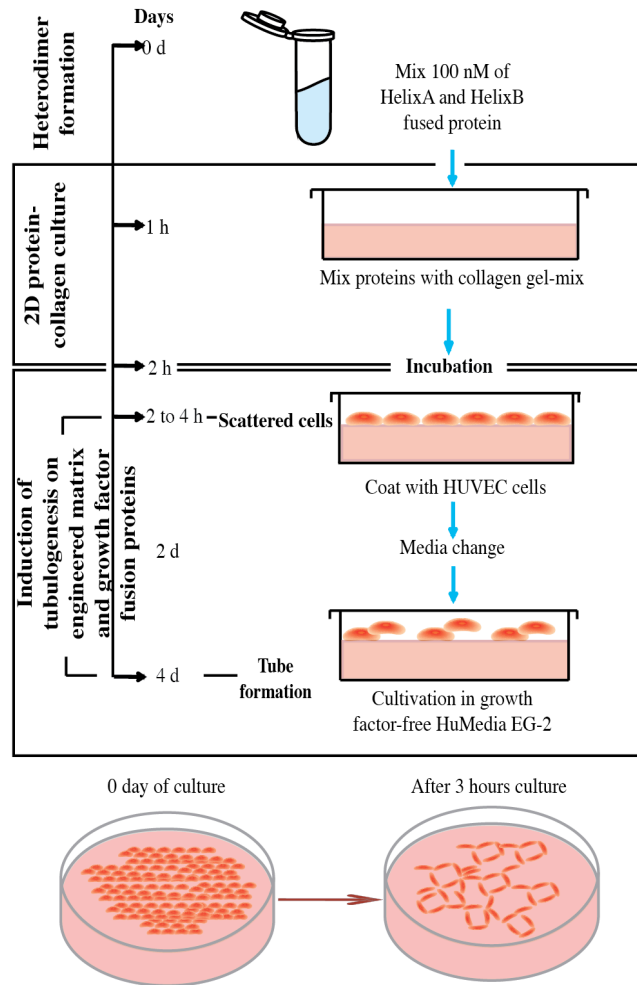 Days
0 d
Heterodimer
formation
Mix 100 nM of
HelixA and HelixB
fused protein
2D protein-
collagen culture
1 h
Mix proteins with collagen gel-mix
2 h
Incubation
Induction of
tubulogenesis on
engineered matrix
and growth factor
fusion proteins
2 to 4 h
Scattered cells
Coat with HUVEC cells
2 d
Media change
4 d
Tube
formation
Cultivation in growth
factor-free HuMedia EG-2
0 day of culture
After 3 hours culture